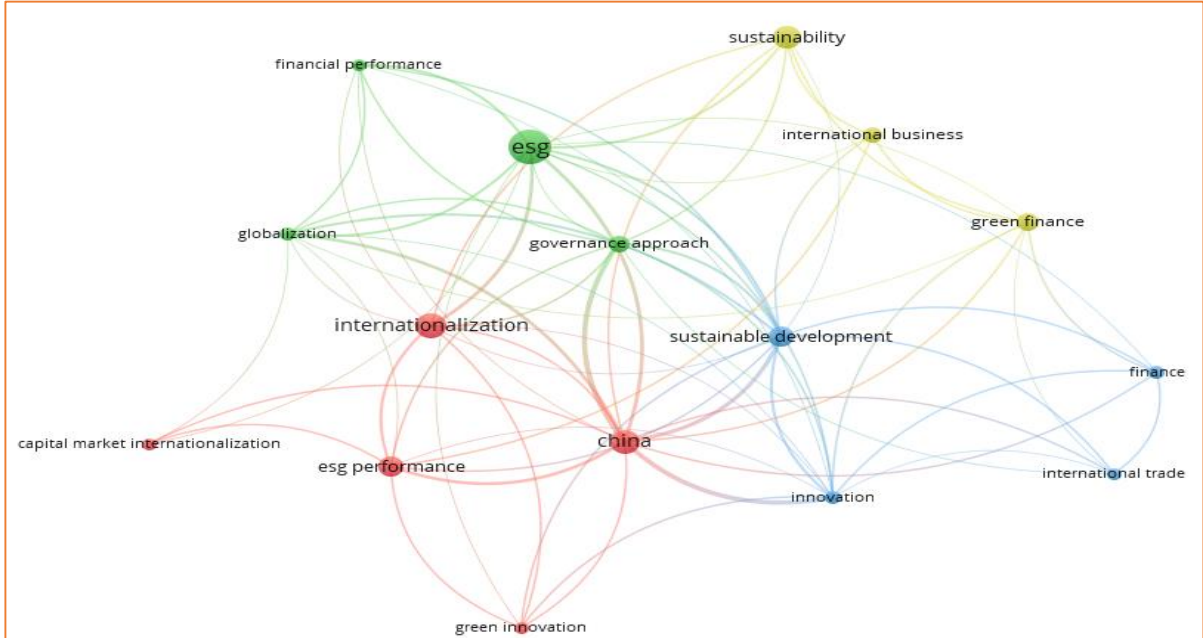 sustainability
financial performance
international business
esg
green finance
globalization
governance approach
internationalization
sustainable development
finance
china
capital market internationalization
esg performance
international trade
innovation
green innovation